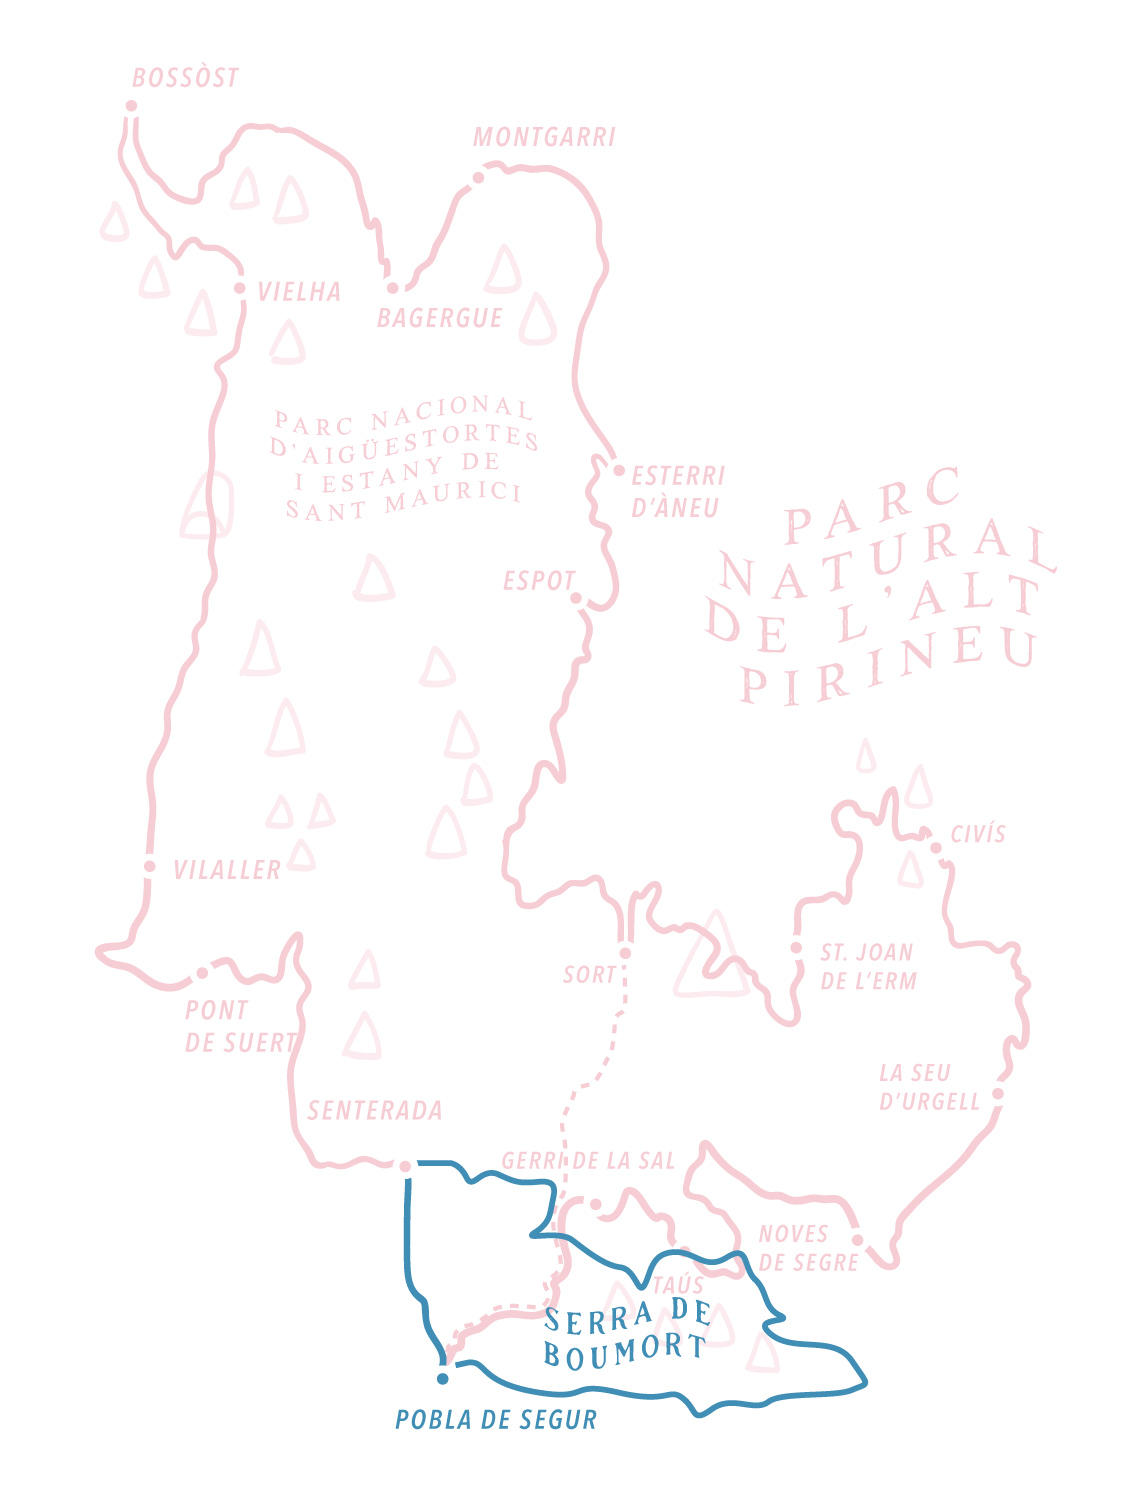 BOSSÒST
MONTGARRI
VIELHA
BAGERGUE
PARC NACIONAL
D'AIGÜESTORTES
I ESTANY DE
SANT MAURICI
ESTERRI
D'ÀNEU
PARC
NATURAL
DE L'ALT
PIRINEU
ESPOT
CIVÍS
VILALLER
ST. JOAN
DE L'ERM
SORT
PONT
DE SUERT
LA SEU
D'URGELL
SENTERADA
GERRI DE LA SAL
NOVES
DE SEGRE
TAÚS
SERRA DE
BOUMORT
POBLA DE SEGUR